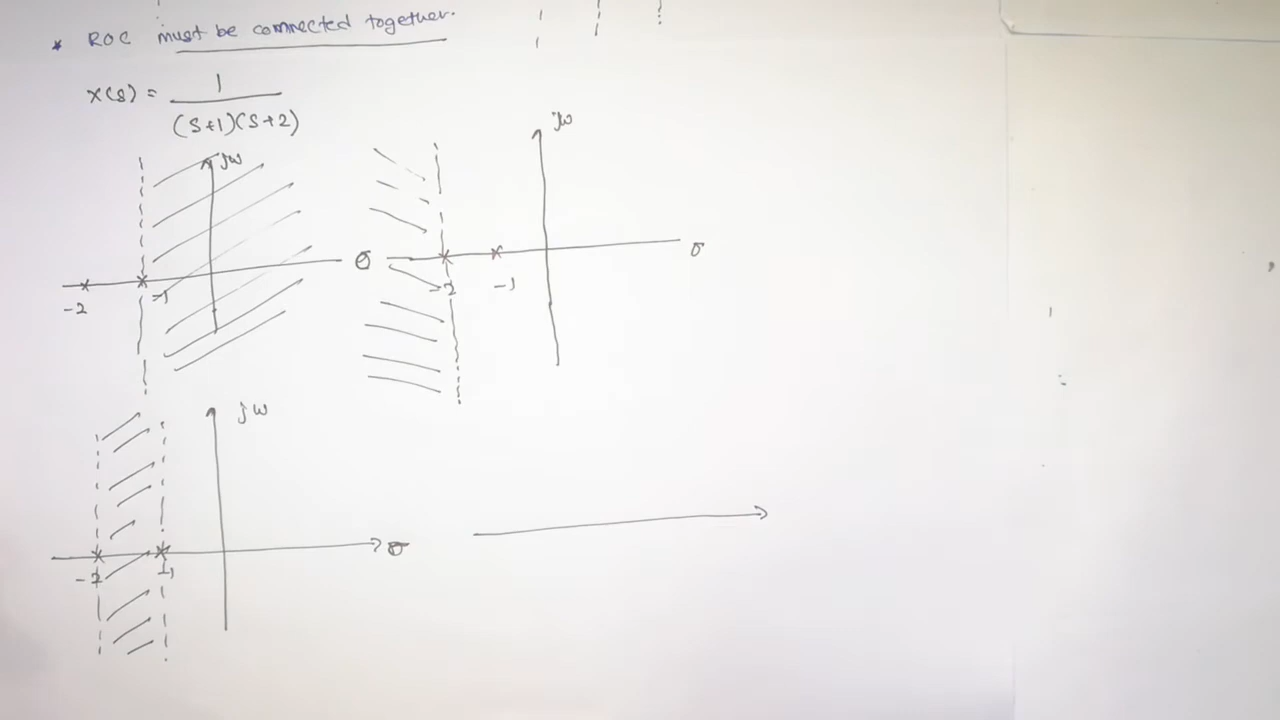 * ROC must be connected together.
X(s) = 1
(S+1)(S+2)
jω
jω
σ
σ
-2
-1
-2
-1
jω
σ
-2
-1